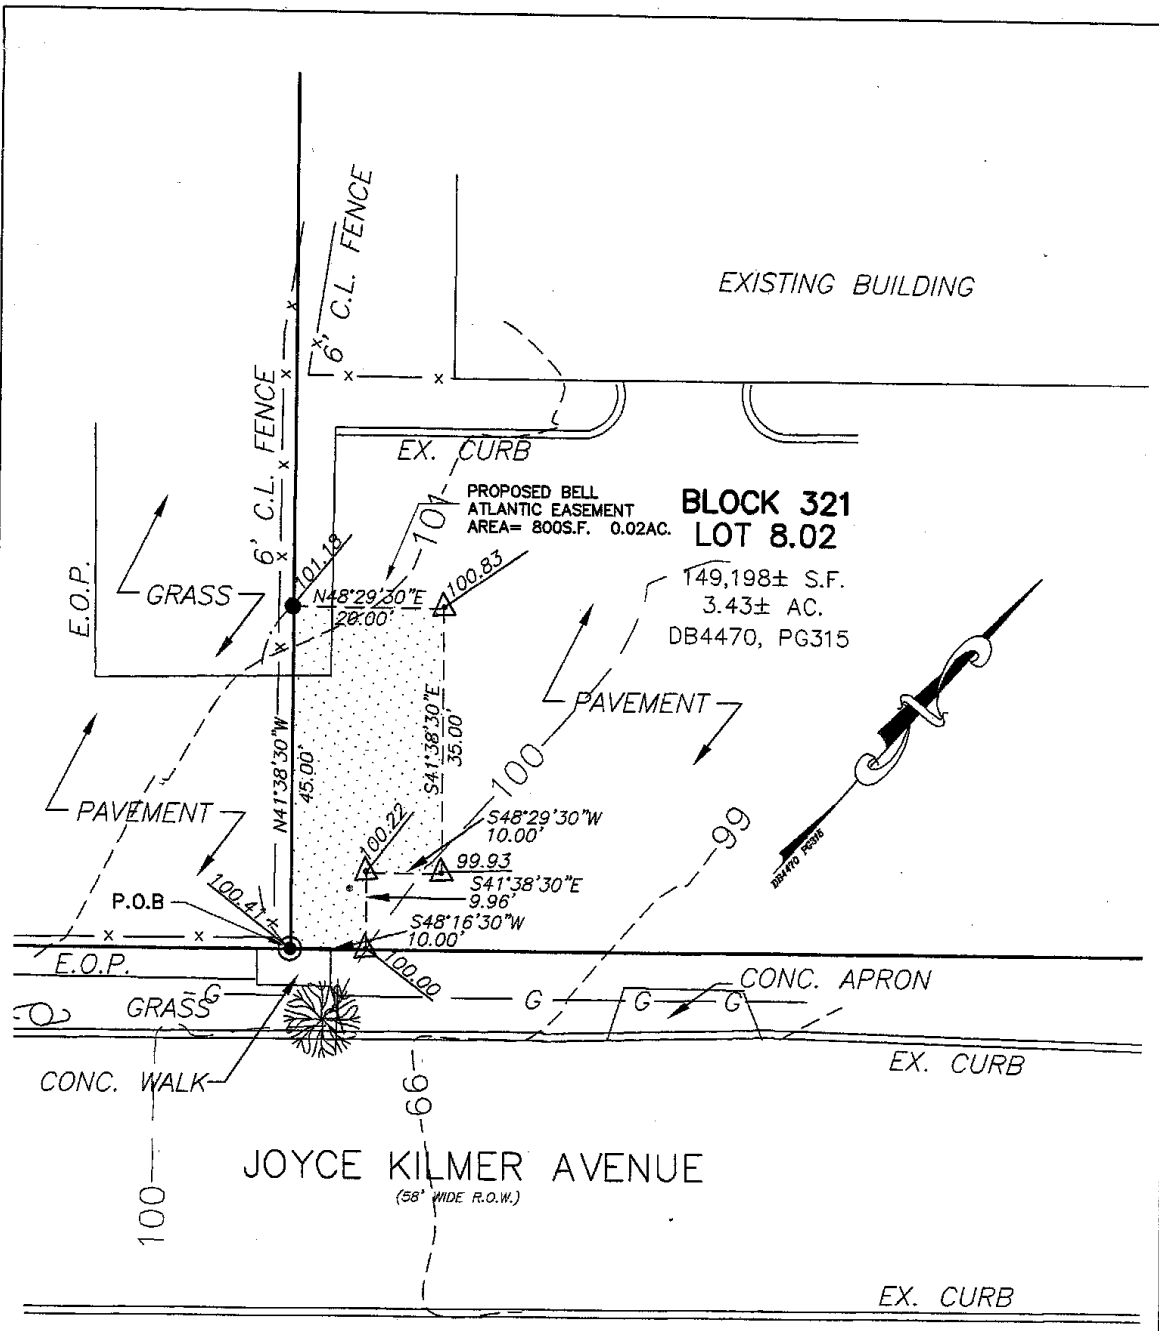 6' C.L. FENCE
EXISTING BUILDING
6' C.L. FENCE
EX. CURB
PROPOSED BELL
ATLANTIC EASEMENT
AREA= 800S.F. 0.02AC.
BLOCK 321
LOT 8.02
149,198± S.F.
3.43± AC.
DB4470, PG315
101
101.18
100.83
N48°29'30"E
20.00'
E.O.P.
GRASS
PAVEMENT
S41°38'30"E
35.00'
N41°38'30"W
45.00'
100
PAVEMENT
S48°29'30"W
10.00'
100.22
99.93
99
DB4470 PG315
S41°38'30"E
9.96'
100.41
P.O.B
S48°16'30"W
10.00'
100.00
E.O.P.
CONC. APRON
GRASS
G
G
G
G
EX. CURB
CONC. WALK
99
100
JOYCE KILMER AVENUE
(58' WIDE R.O.W.)
EX. CURB